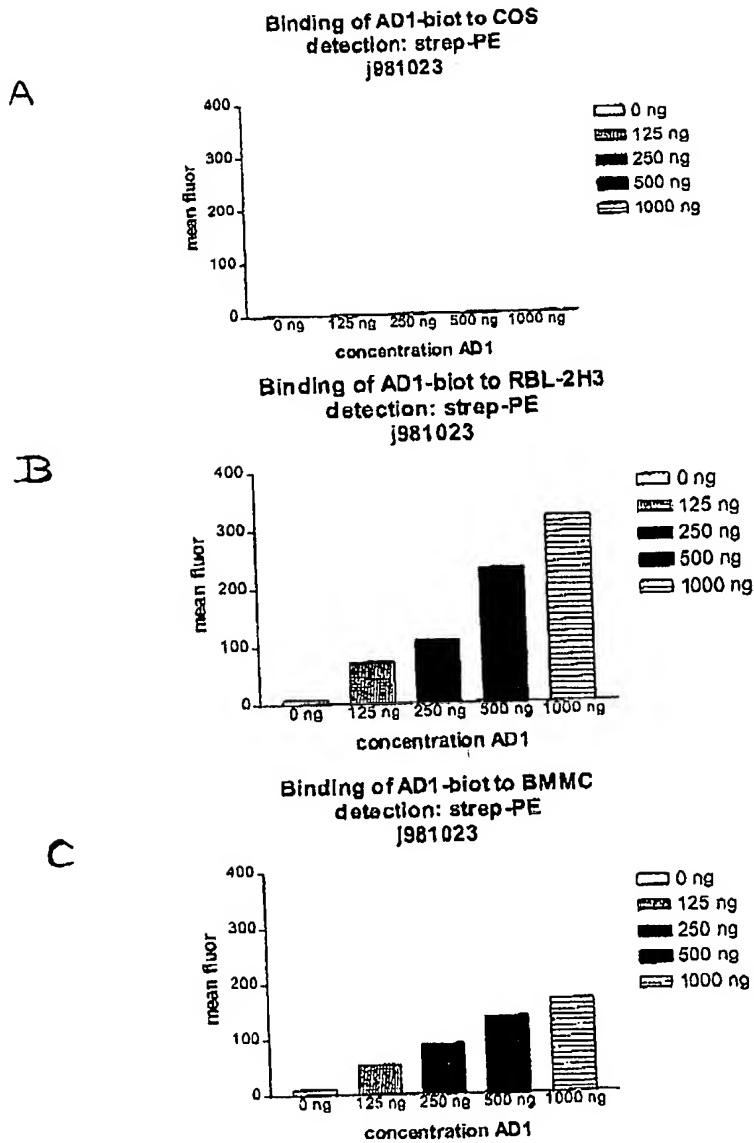 A
Binding of AD1-biot to COS
detection: strep-PE
j981023
400
300
200
100
0
mean fluor
0 ng
125 ng
250 ng
500 ng
1000 ng
0 ng 125 ng 250 ng 500 ng 1000 ng
concentration AD1
B
Binding of AD1-biot to RBL-2H3
detection: strep-PE
j981023
400
300
200
100
0
mean fluor
0 ng
125 ng
250 ng
500 ng
1000 ng
0 ng 125 ng 250 ng 500 ng 1000 ng
concentration AD1
C
Binding of AD1-biot to BMMC
detection: strep-PE
j981023
400
300
200
100
0
mean fluor
0 ng
125 ng
250 ng
500 ng
1000 ng
0 ng 125 ng 250 ng 500 ng 1000 ng
concentration AD1